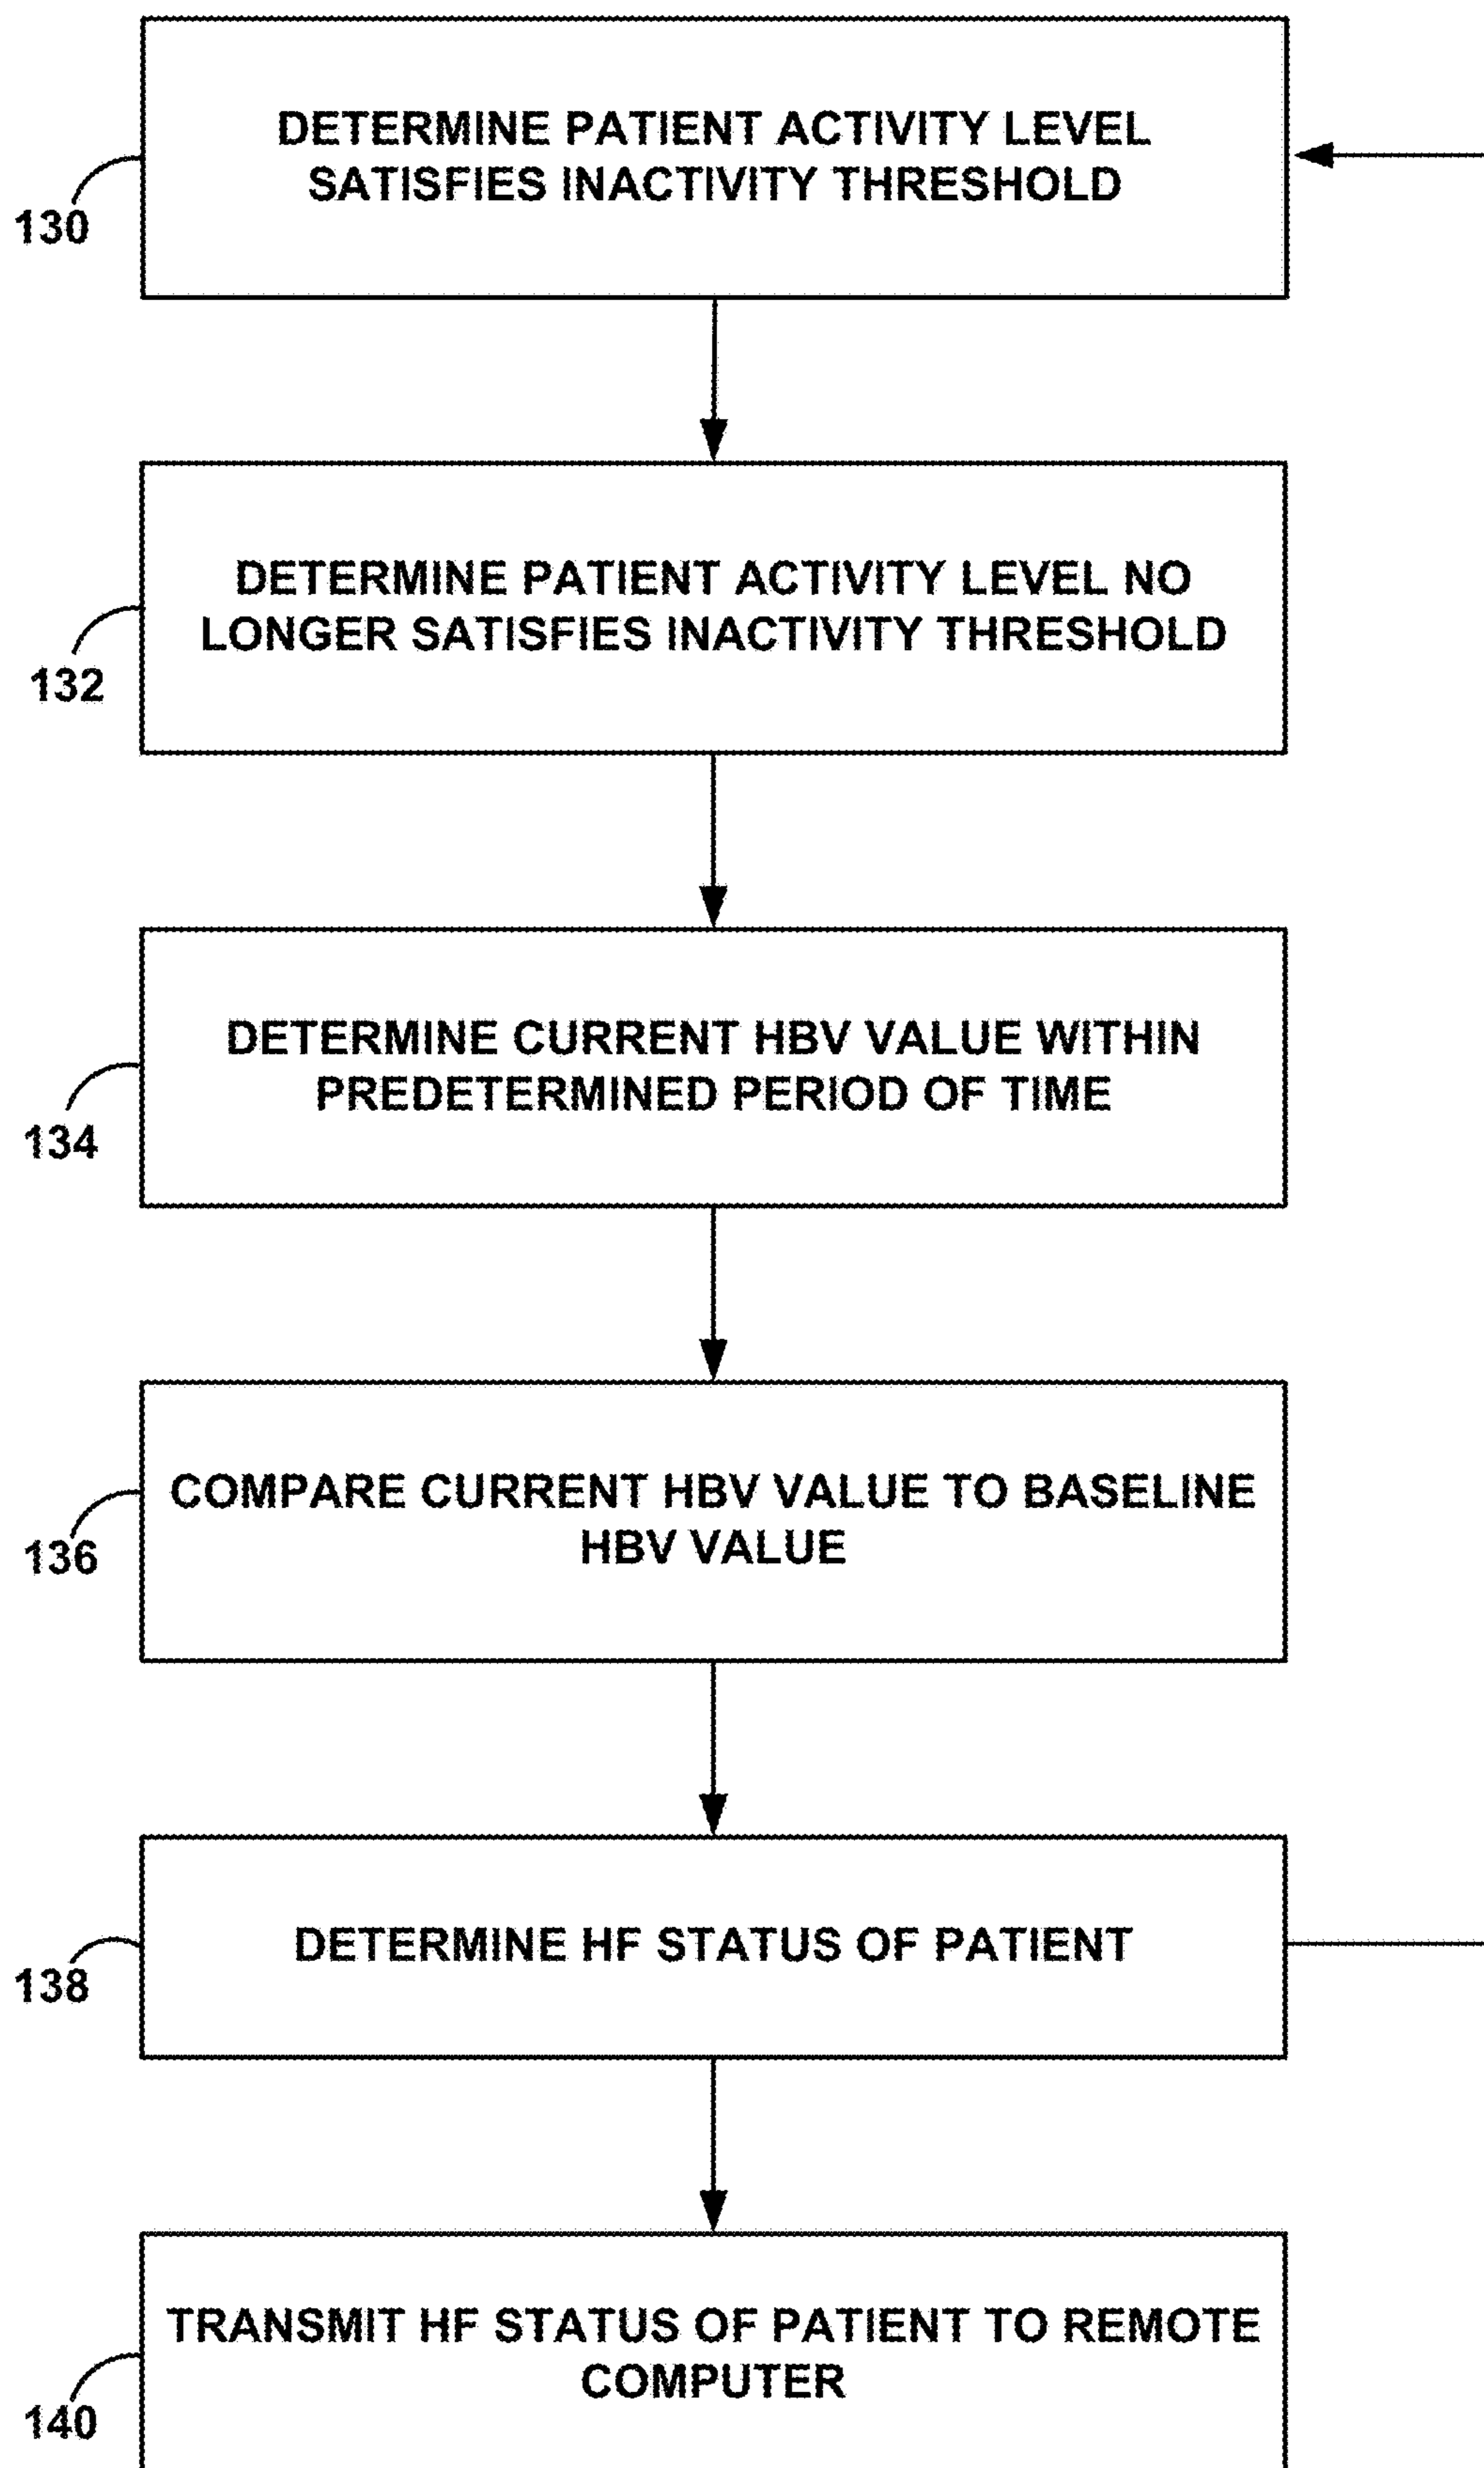 DETERMINE PATIENT ACTIVITY LEVEL
SATISFIES INACTIVITY THRESHOLD
130
DETERMINE PATIENT ACTIVITY LEVEL NO
LONGER SATISFIES INACTIVITY THRESHOLD
132
DETERMINE CURRENT HBV VALUE WITHIN
PREDETERMINED PERIOD OF TIME
134
COMPARE CURRENT HBV VALUE TO BASELINE
HBV VALUE
136
DETERMINE HF STATUS OF PATIENT
138
TRANSMIT HF STATUS OF PATIENT TO REMOTE
COMPUTER
140